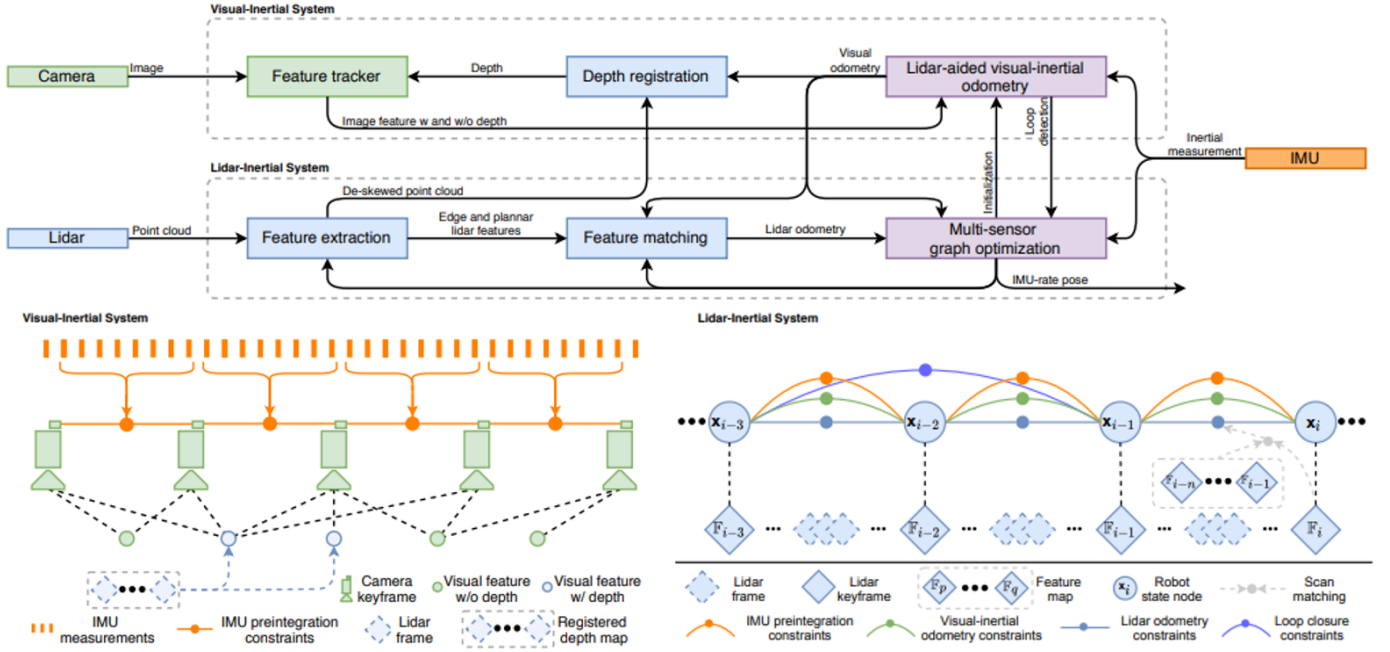 Visual-Inertial System
Camera
Image
Feature tracker
Depth
Depth registration
Visual
odometry
Lidar-aided visual-inertial
odometry
Image feature w and w/o depth
Loop
detection
Inertial
measurement
IMU
Lidar-Inertial System
De-skewed point cloud
Initialization
Lidar
Point cloud
Feature extraction
Edge and plannar
lidar features
Feature matching
Lidar odometry
Multi-sensor
graph optimization
IMU-rate pose
Visual-Inertial System
Camera
keyframe
Visual feature
w/o depth
Visual feature
w/ depth
IMU
measurements
IMU preintegration
constraints
Lidar
frame
Registered
depth map
Lidar-Inertial System
x_{i-3}
x_{i-2}
x_{i-1}
x_i
𝔽_{i-n}
𝔽_{i-1}
𝔽_{i-3}
𝔽_{i-2}
𝔽_{i-1}
𝔽_i
Lidar
frame
Lidar
keyframe
𝔽_p
𝔽_q
Feature
map
x_i
Robot
state node
Scan
matching
IMU preintegration
constraints
Visual-inertial
odometry constraints
Lidar odometry
constraints
Loop closure
constraints